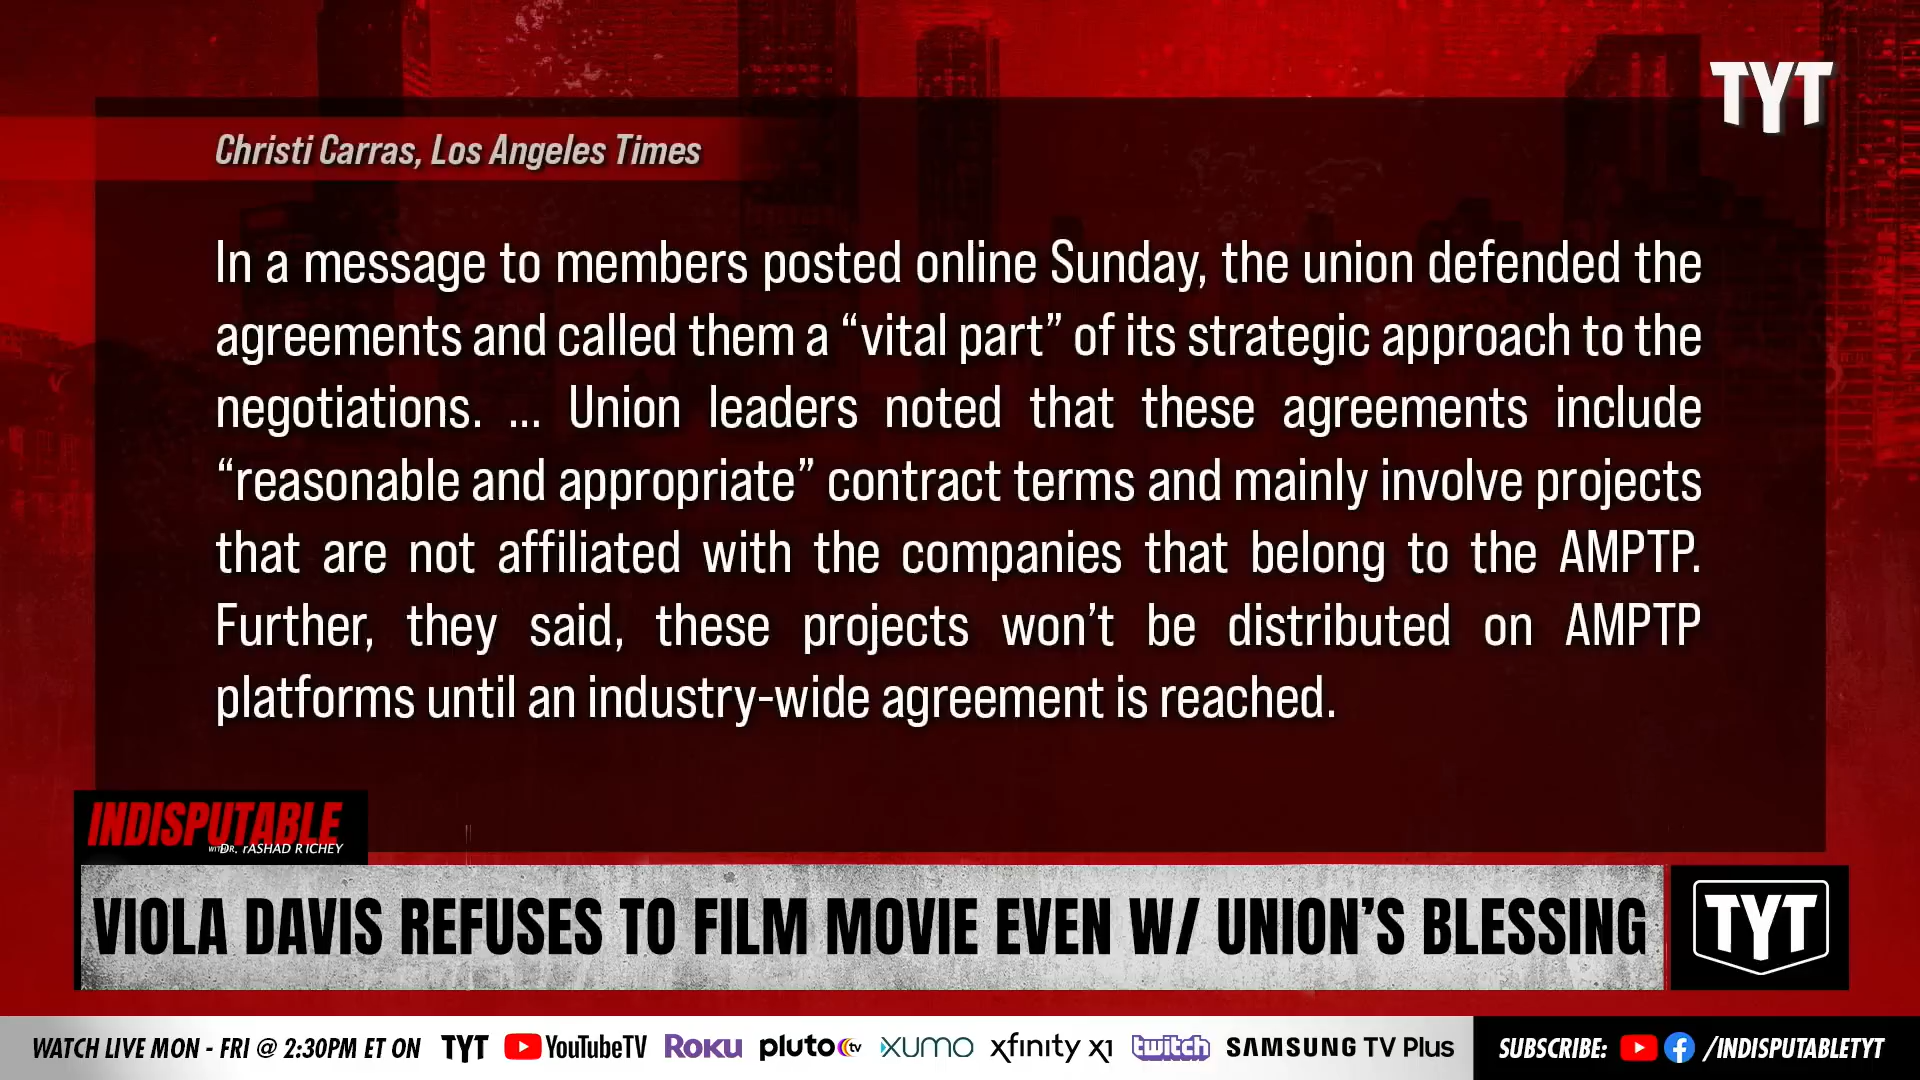 TYT
Christi Carras, Los Angeles Times
In a message to members posted online Sunday, the union defended the
agreements and called them a “vital part” of its strategic approach to the
negotiations. ... Union leaders noted that these agreements include
“reasonable and appropriate” contract terms and mainly involve projects
that are not affiliated with the companies that belong to the AMPTP.
Further, they said, these projects won’t be distributed on AMPTP
platforms until an industry-wide agreement is reached.
INDISPUTABLE
WITH DR. rASHAD RICHEY
VIOLA DAVIS REFUSES TO FILM MOVIE EVEN W/ UNION’S BLESSING
TYT
WATCH LIVE MON - FRI @ 2:30PM ET ON TYT YouTubeTV ROKU pluto tv XUMO xfinity x1 twitch SAMSUNG TV Plus SUBSCRIBE: /INDISPUTABLETYT